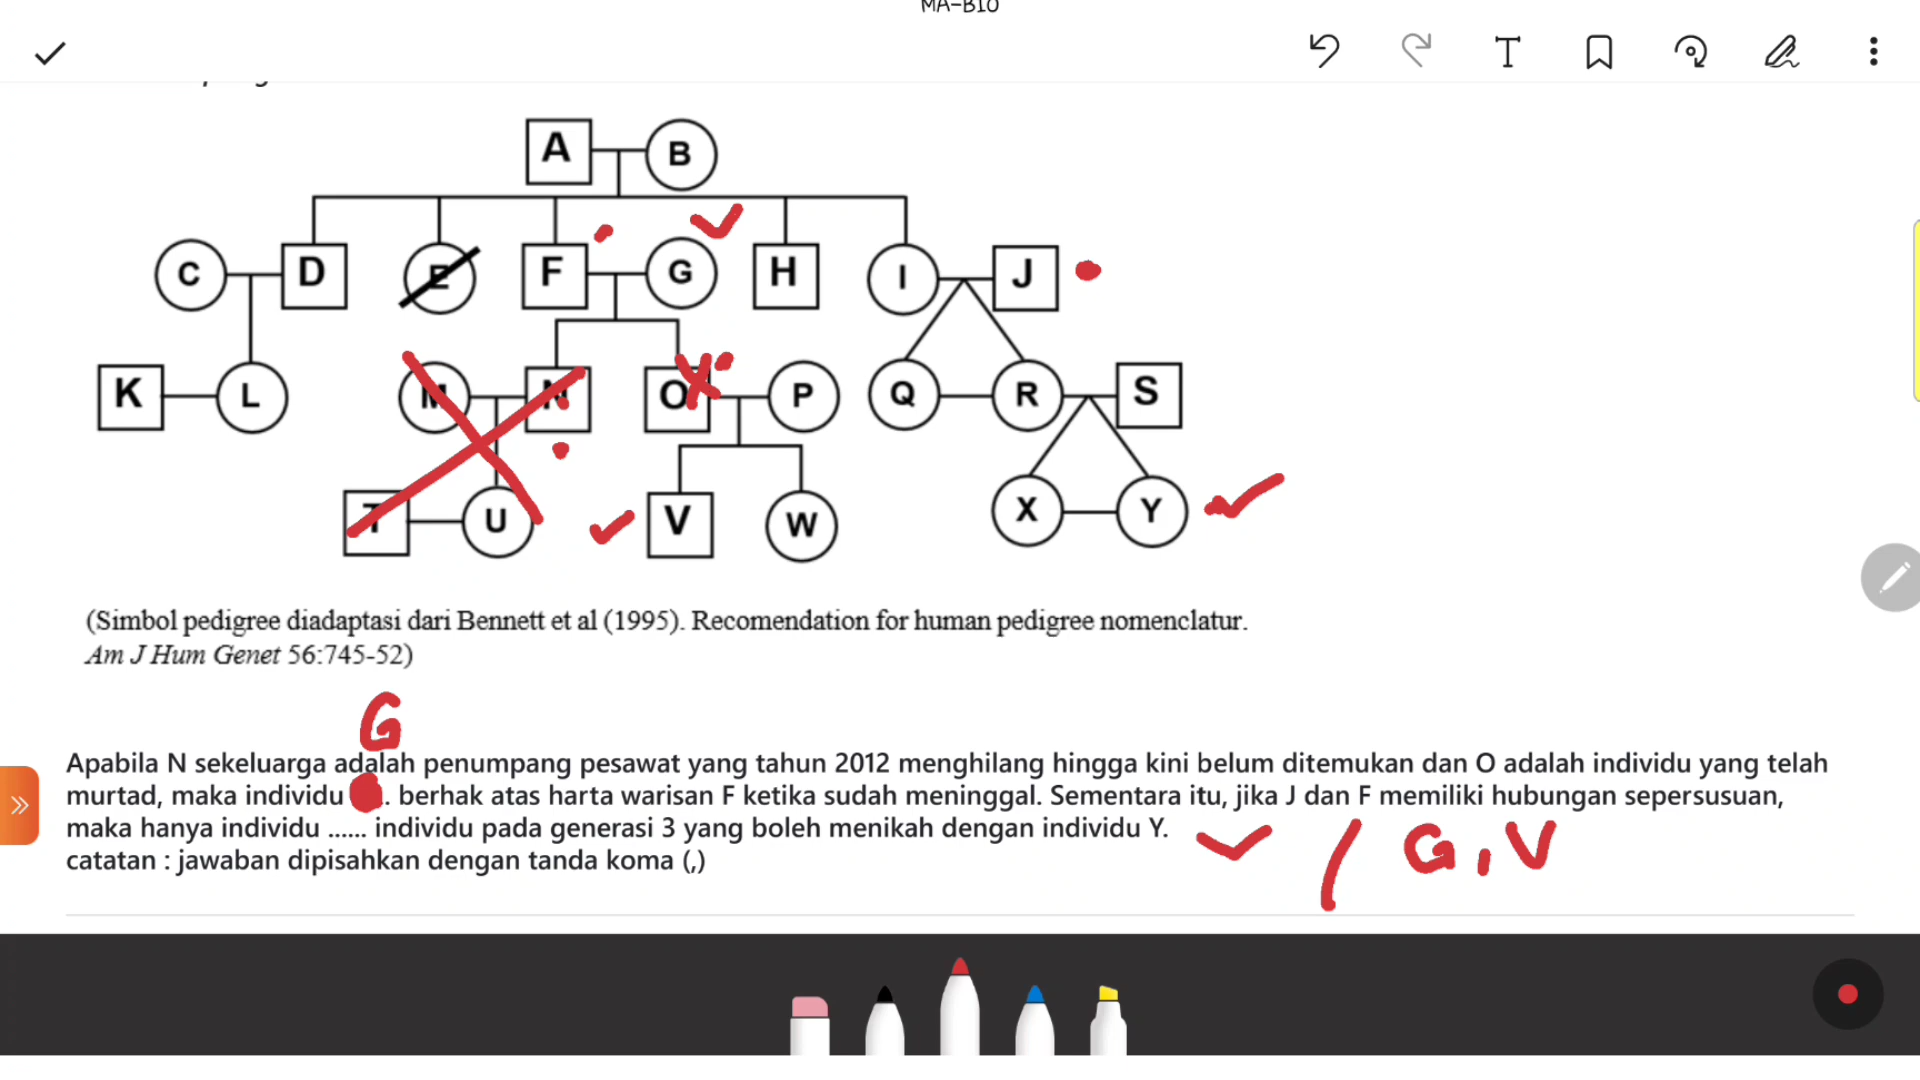 MA-BIO
A B
C D E F G H I J
K L M N O P Q R S
T U V W X Y
(Simbol pedigree diadaptasi dari Bennett et al (1995). Recomendation for human pedigree nomenclatur.
Am J Hum Genet 56:745-52)
G
Apabila N sekeluarga adalah penumpang pesawat yang tahun 2012 menghilang hingga kini belum ditemukan dan O adalah individu yang telah
murtad, maka individu . berhak atas harta warisan F ketika sudah meninggal. Sementara itu, jika J dan F memiliki hubungan sepersusuan,
maka hanya individu ...... individu pada generasi 3 yang boleh menikah dengan individu Y.
/ G, V
catatan : jawaban dipisahkan dengan tanda koma (,)